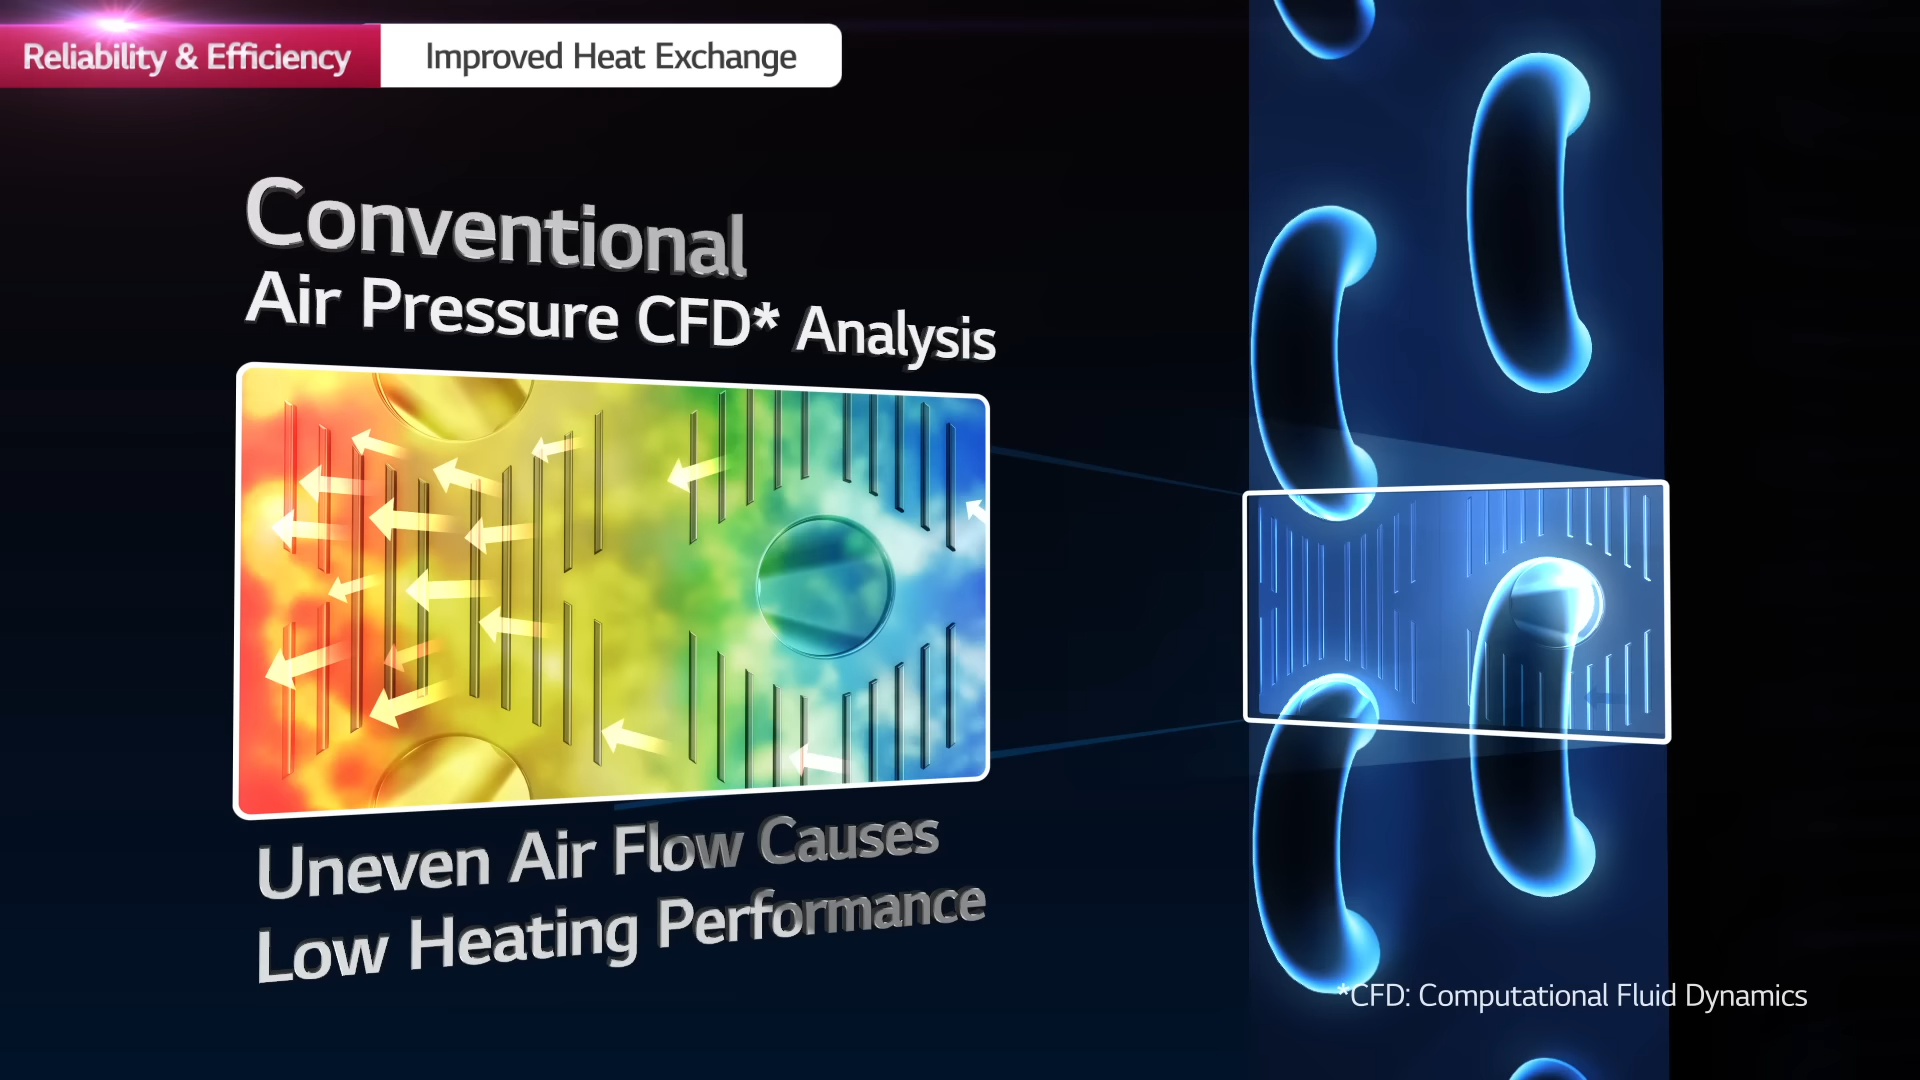 Reliability & Efficiency
Improved Heat Exchange
Conventional
Air Pressure CFD* Analysis
Uneven Air Flow Causes
Low Heating Performance
*CFD: Computational Fluid Dynamics